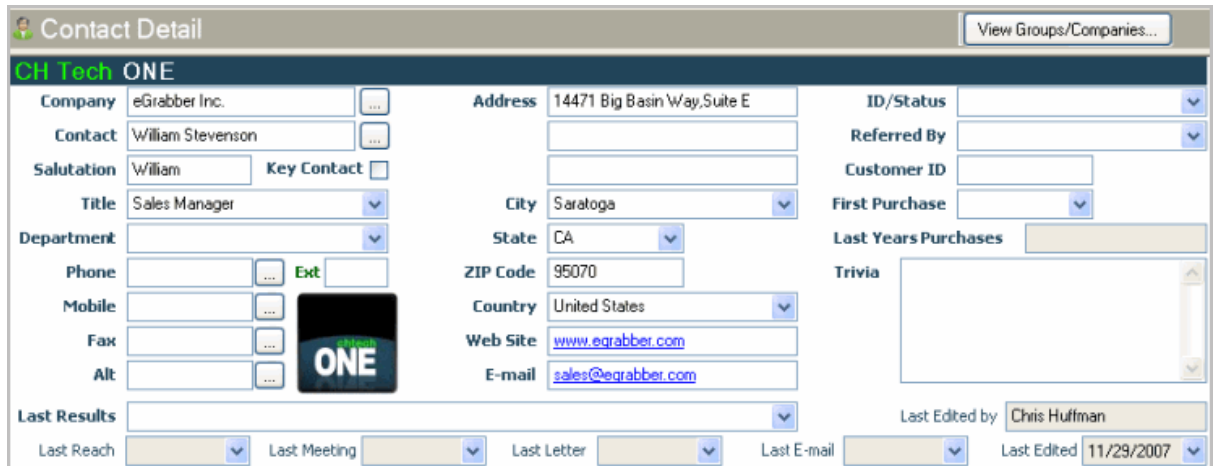 Contact Detail View Groups/Companies...
CH Tech ONE
Company eGrabber Inc. ... Address 14471 Big Basin Way,Suite E ID/Status
Contact William Stevenson ... Referred By
Salutation William Key Contact Customer ID
Title Sales Manager City Saratoga First Purchase
Department State CA Last Years Purchases
Phone ... Ext ZIP Code 95070 Trivia
Mobile ... Country United States
Fax ... Web Site www.egrabber.com
chtech
ONE
Alt ... E-mail sales@egrabber.com
Last Results Last Edited by Chris Huffman
Last Reach Last Meeting Last Letter Last E-mail Last Edited 11/29/2007